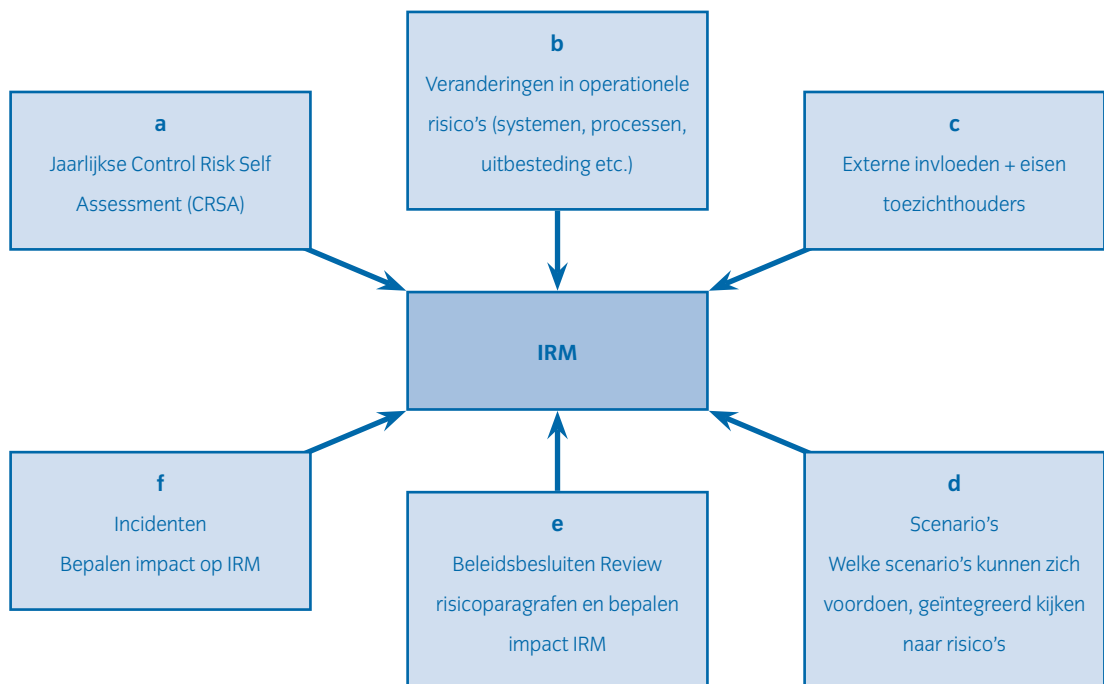 a
Jaarlijkse Control Risk Self
Assessment (CRSA)
b
Veranderingen in operationele
risico's (systemen, processen,
uitbesteding etc.)
c
Externe invloeden + eisen
toezichthouders
IRM
f
Incidenten
Bepalen impact op IRM
e
Beleidsbesluiten Review
risicoparagrafen en bepalen
impact IRM
d
Scenario's
Welke scenario's kunnen zich
voordoen, geïntegreerd kijken
naar risico's